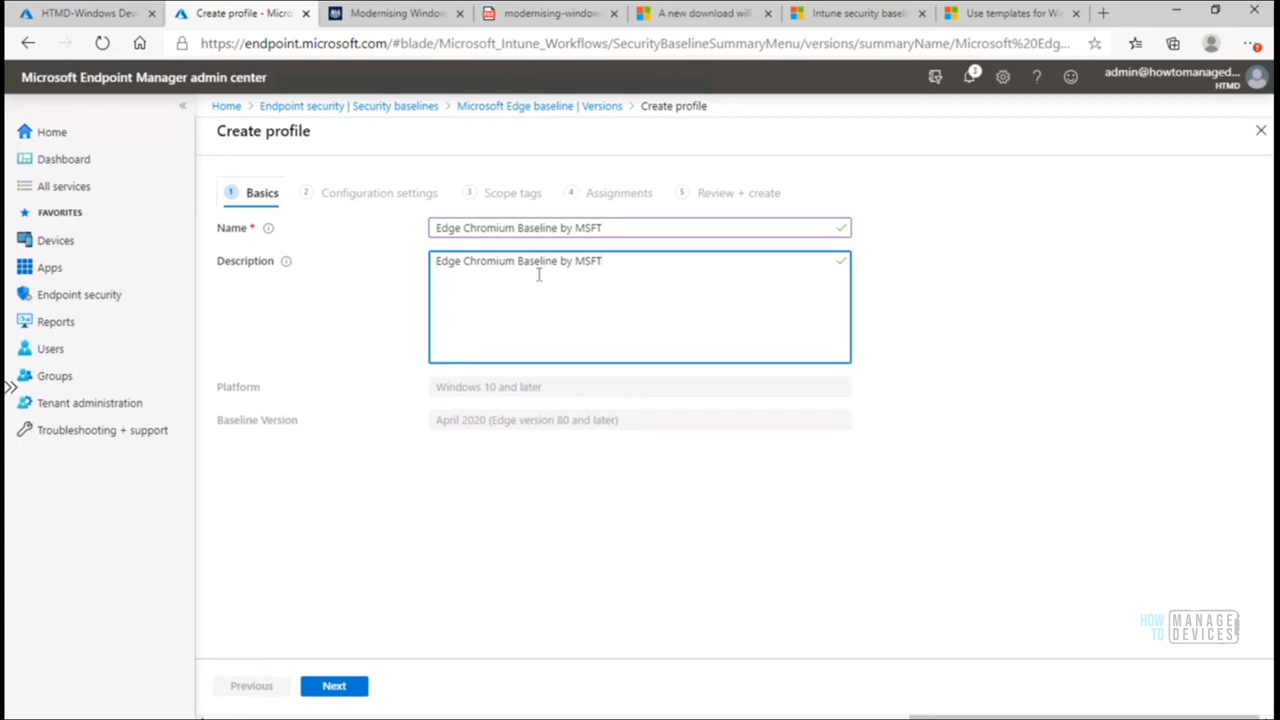 HTMD-Windows Dev
Create profile - Micro
Modernising Window
modernising-window
A new download will
Intune security baseli
Use templates for Wi
https://endpoint.microsoft.com/#blade/Microsoft_Intune_Workflows/SecurityBaselineSummaryMenu/versions/summaryName/Microsoft%20Edg...
Microsoft Endpoint Manager admin center
3
admin@howtomanaged...
HTMD
Home > Endpoint security | Security baselines > Microsoft Edge baseline | Versions > Create profile
Create profile
Home
Dashboard
All services
FAVORITES
Devices
Apps
Endpoint security
Reports
Users
Groups
Tenant administration
Troubleshooting + support
1 Basics
2 Configuration settings
3 Scope tags
4 Assignments
5 Review + create
Name *
Edge Chromium Baseline by MSFT
Description
Edge Chromium Baseline by MSFT
Platform
Windows 10 and later
Baseline Version
April 2020 (Edge version 80 and later)
HOW TO
MANAGE DEVICES
Previous
Next